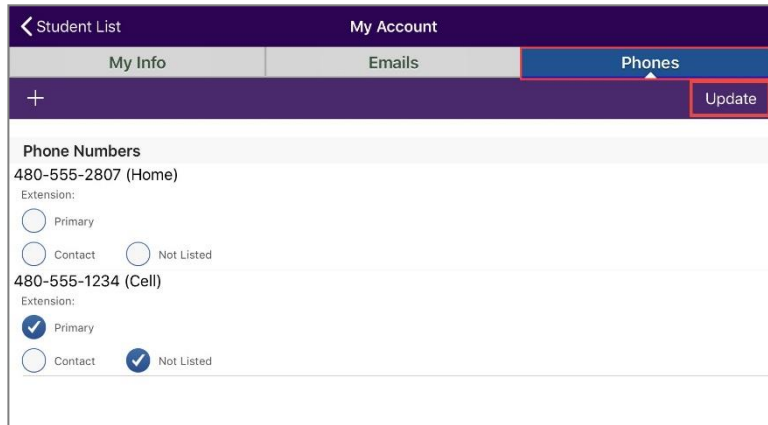 Student List My Account
My Info Emails Phones
+ Update
Phone Numbers
480-555-2807 (Home)
Extension:
Primary
Contact Not Listed
480-555-1234 (Cell)
Extension:
Primary
Contact Not Listed